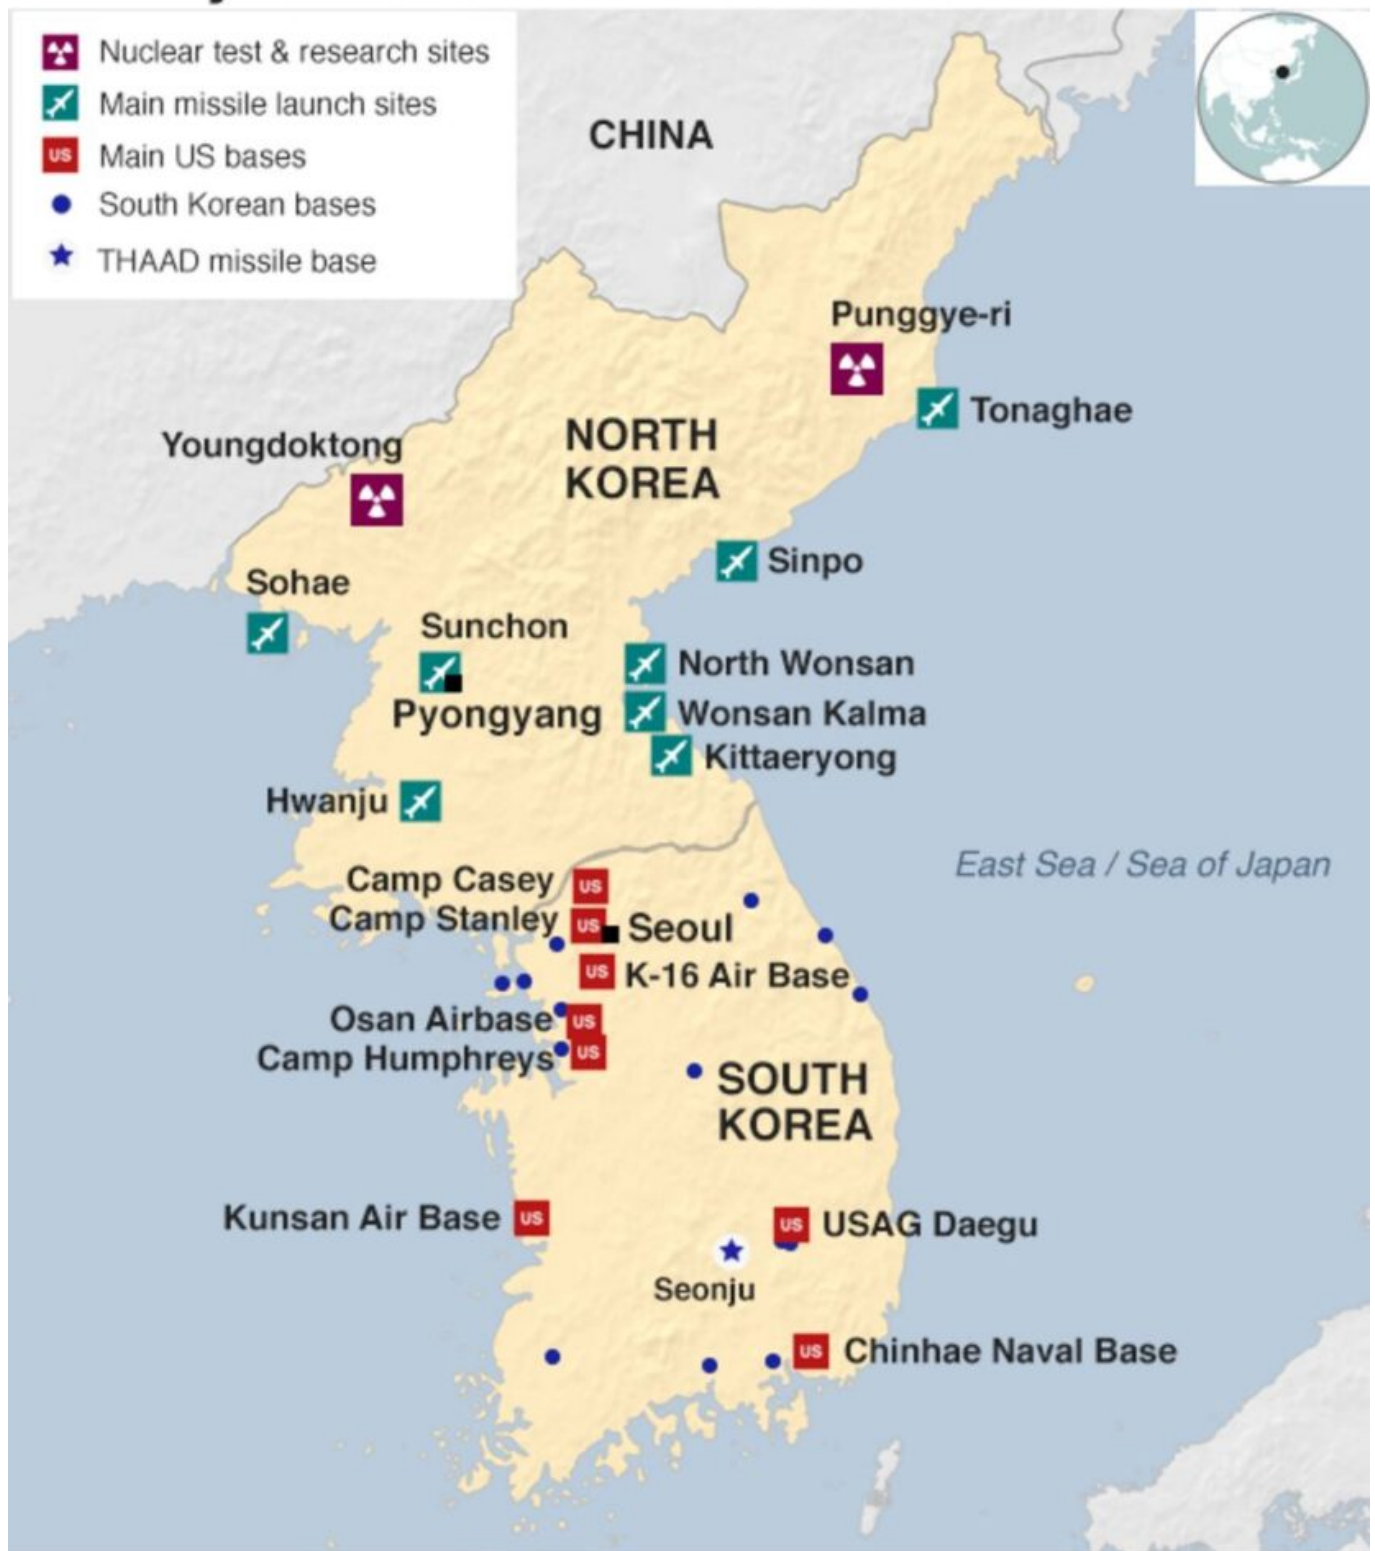 Nuclear test & research sites
Main missile launch sites
US Main US bases
South Korean bases
THAAD missile base
CHINA
Punggye-ri
Tonaghae
NORTH
KOREA
Youngdoktong
Sinpo
Sohae
Sunchon
North Wonsan
Pyongyang
Wonsan Kalma
Kittaeryong
Hwanju
East Sea / Sea of Japan
Camp Casey US
Camp Stanley US
Seoul
US K-16 Air Base
Osan Airbase US
Camp Humphreys US
SOUTH
KOREA
Kunsan Air Base US
US USAG Daegu
Seonju
US Chinhae Naval Base